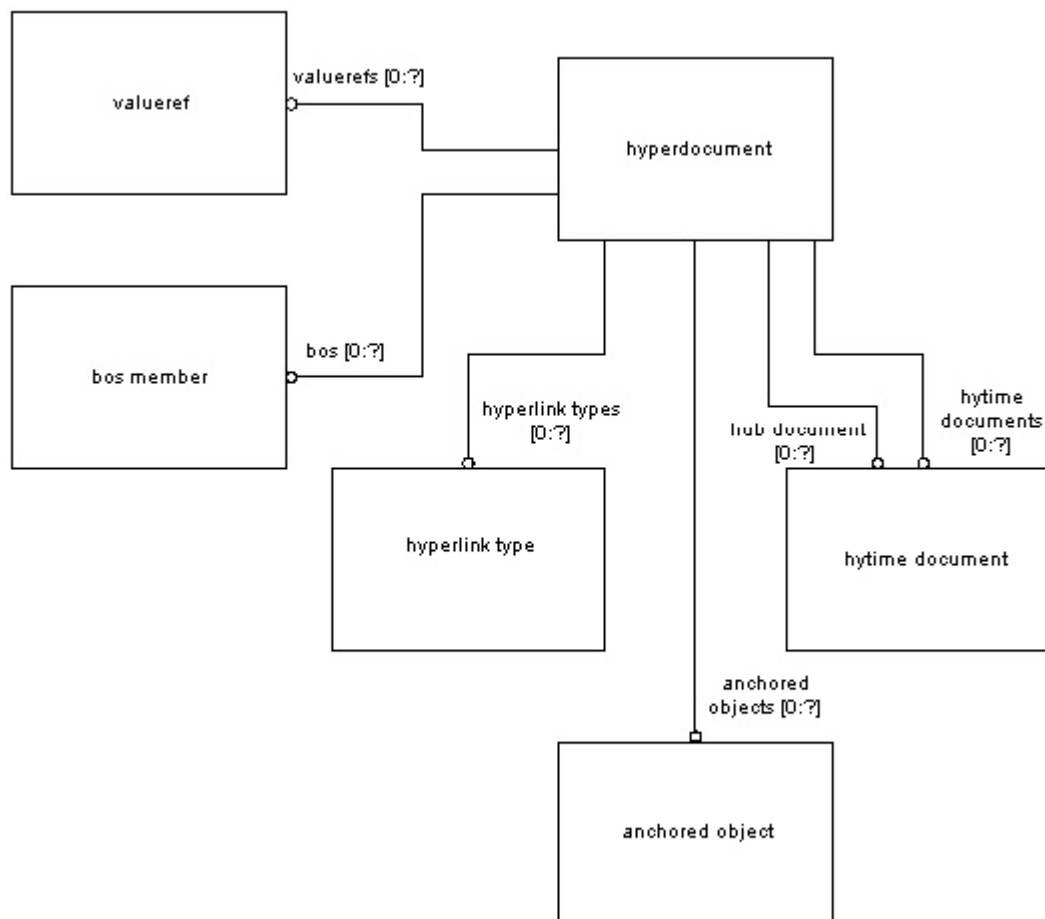 valuerefs [0:?]
valueref
hyperdocument
bos [0:?]
bos member
hyperlink types
[0:?]
hub document
[0:?]
hytime
documents
[0:?]
hyperlink type
hytime document
anchored
objects [0:?]
anchored object